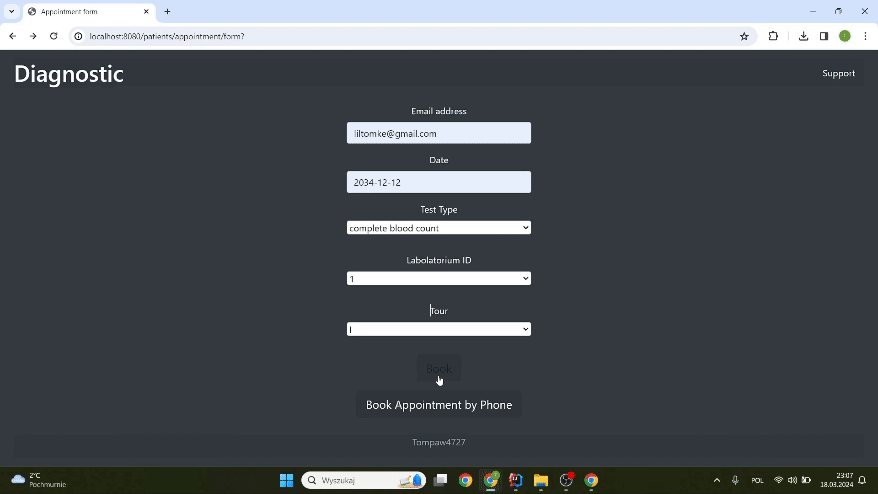 Appointment form
localhost:8080/patients/appointment/form?
Diagnostic
Support
Email address
liltomke@gmail.com
Date
2034-12-12
Test Type
complete blood count
Labolatorium ID
1
Tour
I
Book
Book Appointment by Phone
Tompaw4727
2°C
Pochmurnie
Wyszukaj
POL
23:07
18.03.2024